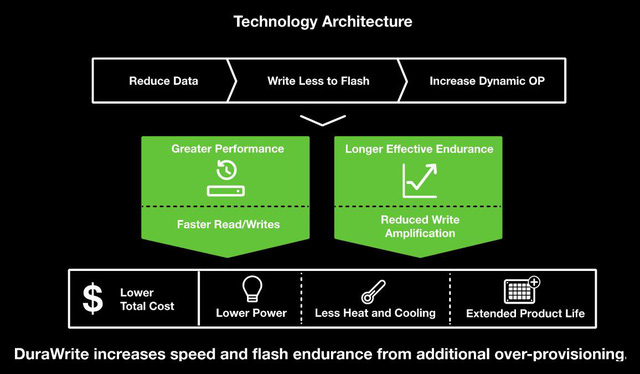 Technology Architecture
Reduce Data
Write Less to Flash
Increase Dynamic OP
Greater Performance
Longer Effective Endurance
Faster Read/Writes
Reduced Write
Amplification
$
Lower
Total Cost
Lower Power
Less Heat and Cooling
Extended Product Life
DuraWrite increases speed and flash endurance from additional over-provisioning.